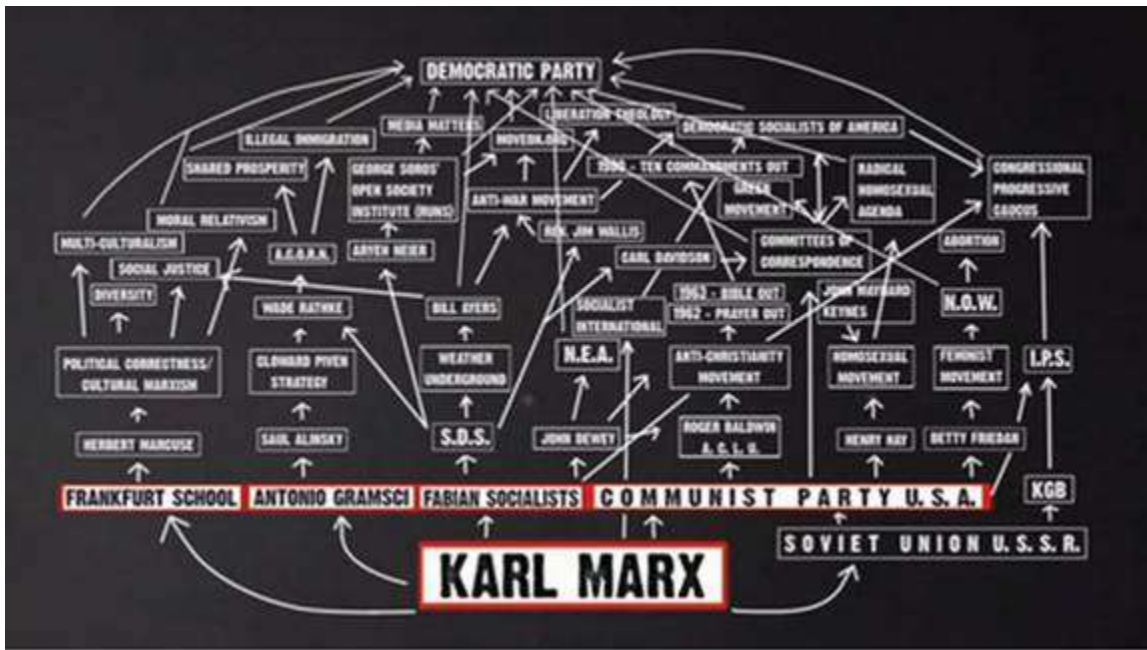 DEMOCRATIC PARTY
LIBERATION THEOLOGY
MEDIA MATTERS
DEMOCRATIC SOCIALISTS OF AMERICA
ILLEGAL IMMIGRATION
MOVEON.ORG
SHARED PROSPERITY
GEORGE SOROS'
OPEN SOCIETY
INSTITUTE (RUNS)
1980 - TEN COMMANDMENTS OUT
RADICAL
HOMOSEXUAL
AGENDA
CONGRESSIONAL
PROGRESSIVE
CAUCUS
GREEN
MOVEMENT
ANTI-WAR MOVEMENT
MORAL RELATIVISM
REV. JIM WALLIS
MULTI-CULTURALISM
A.C.O.R.N.
ARYEH NEIER
COMMITTEES OF
CORRESPONDENCE
ABORTION
SOCIAL JUSTICE
CARL DAVIDSON
DIVERSITY
1963 - BIBLE OUT
1962 - PRAYER OUT
JOHN MAYNARD
KEYNES
N.O.W.
WADE RATHKE
BILL AYERS
SOCIALIST
INTERNATIONAL
POLITICAL CORRECTNESS/
CULTURAL MARXISM
CLOWARD PIVEN
STRATEGY
WEATHER
UNDERGROUND
N.E.A.
ANTI-CHRISTIANITY
MOVEMENT
HOMOSEXUAL
MOVEMENT
FEMINIST
MOVEMENT
I.P.S.
HERBERT MARCUSE
SAUL ALINSKY
S.D.S.
JOHN DEWEY
ROGER BALDWIN
A. C. L. U.
HENRY HAY
BETTY FRIEDAN
FRANKFURT SCHOOL
ANTONIO GRAMSCI
FABIAN SOCIALISTS
COMMUNIST PARTY U.S.A.
KGB
SOVIET UNION U.S.S.R.
KARL MARX